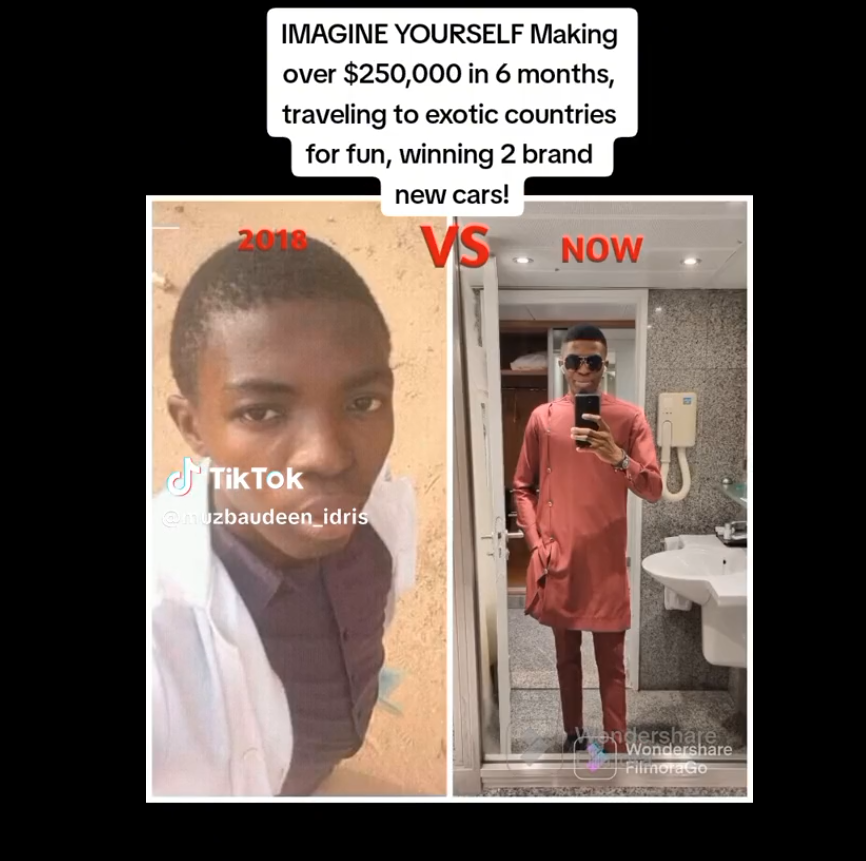 IMAGINE YOURSELF Making
over $250,000 in 6 months,
traveling to exotic countries
for fun, winning 2 brand
new cars!
2018
VS
NOW
TikTok
@muzbaudeen_idris
Wondershare
Wondershare
FilmoraGo